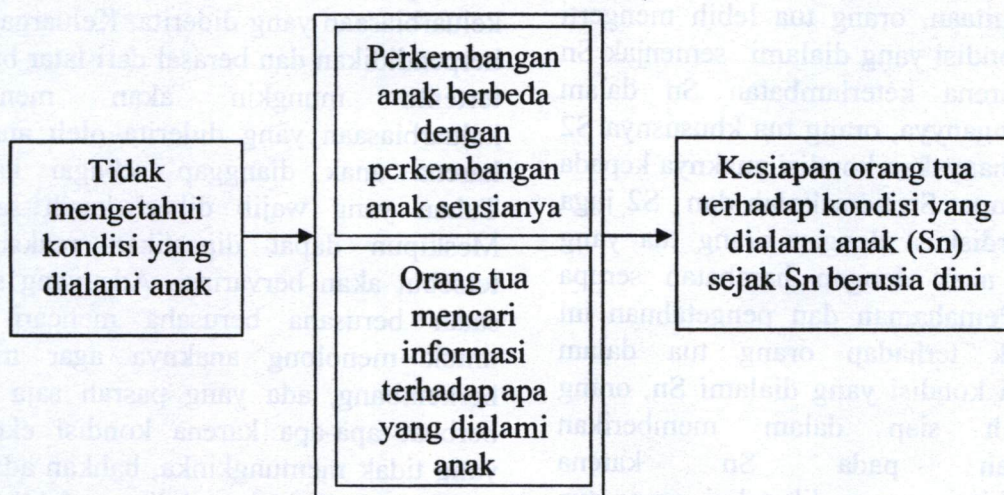 Tidak
mengetahui
kondisi yang
dialami anak
Perkembangan
anak berbeda
dengan
perkembangan
anak seusianya
Orang tua
mencari
informasi
terhadap apa
yang dialami
anak
Kesiapan orang tua
terhadap kondisi yang
dialami anak (Sn)
sejak Sn berusia dini